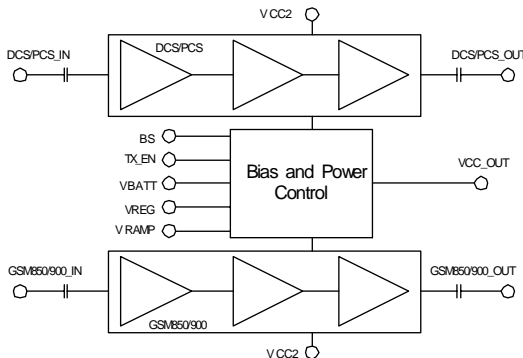 VCC2
DCS/PCS_IN
DCS/PCS
DCS/PCS_OUT
BS
TX_EN
VBATT
VREG
VRAMP
Bias and Power
Control
VCC_OUT
GSM850/900_IN
GSM850/900
GSM850/900_OUT
VCC2